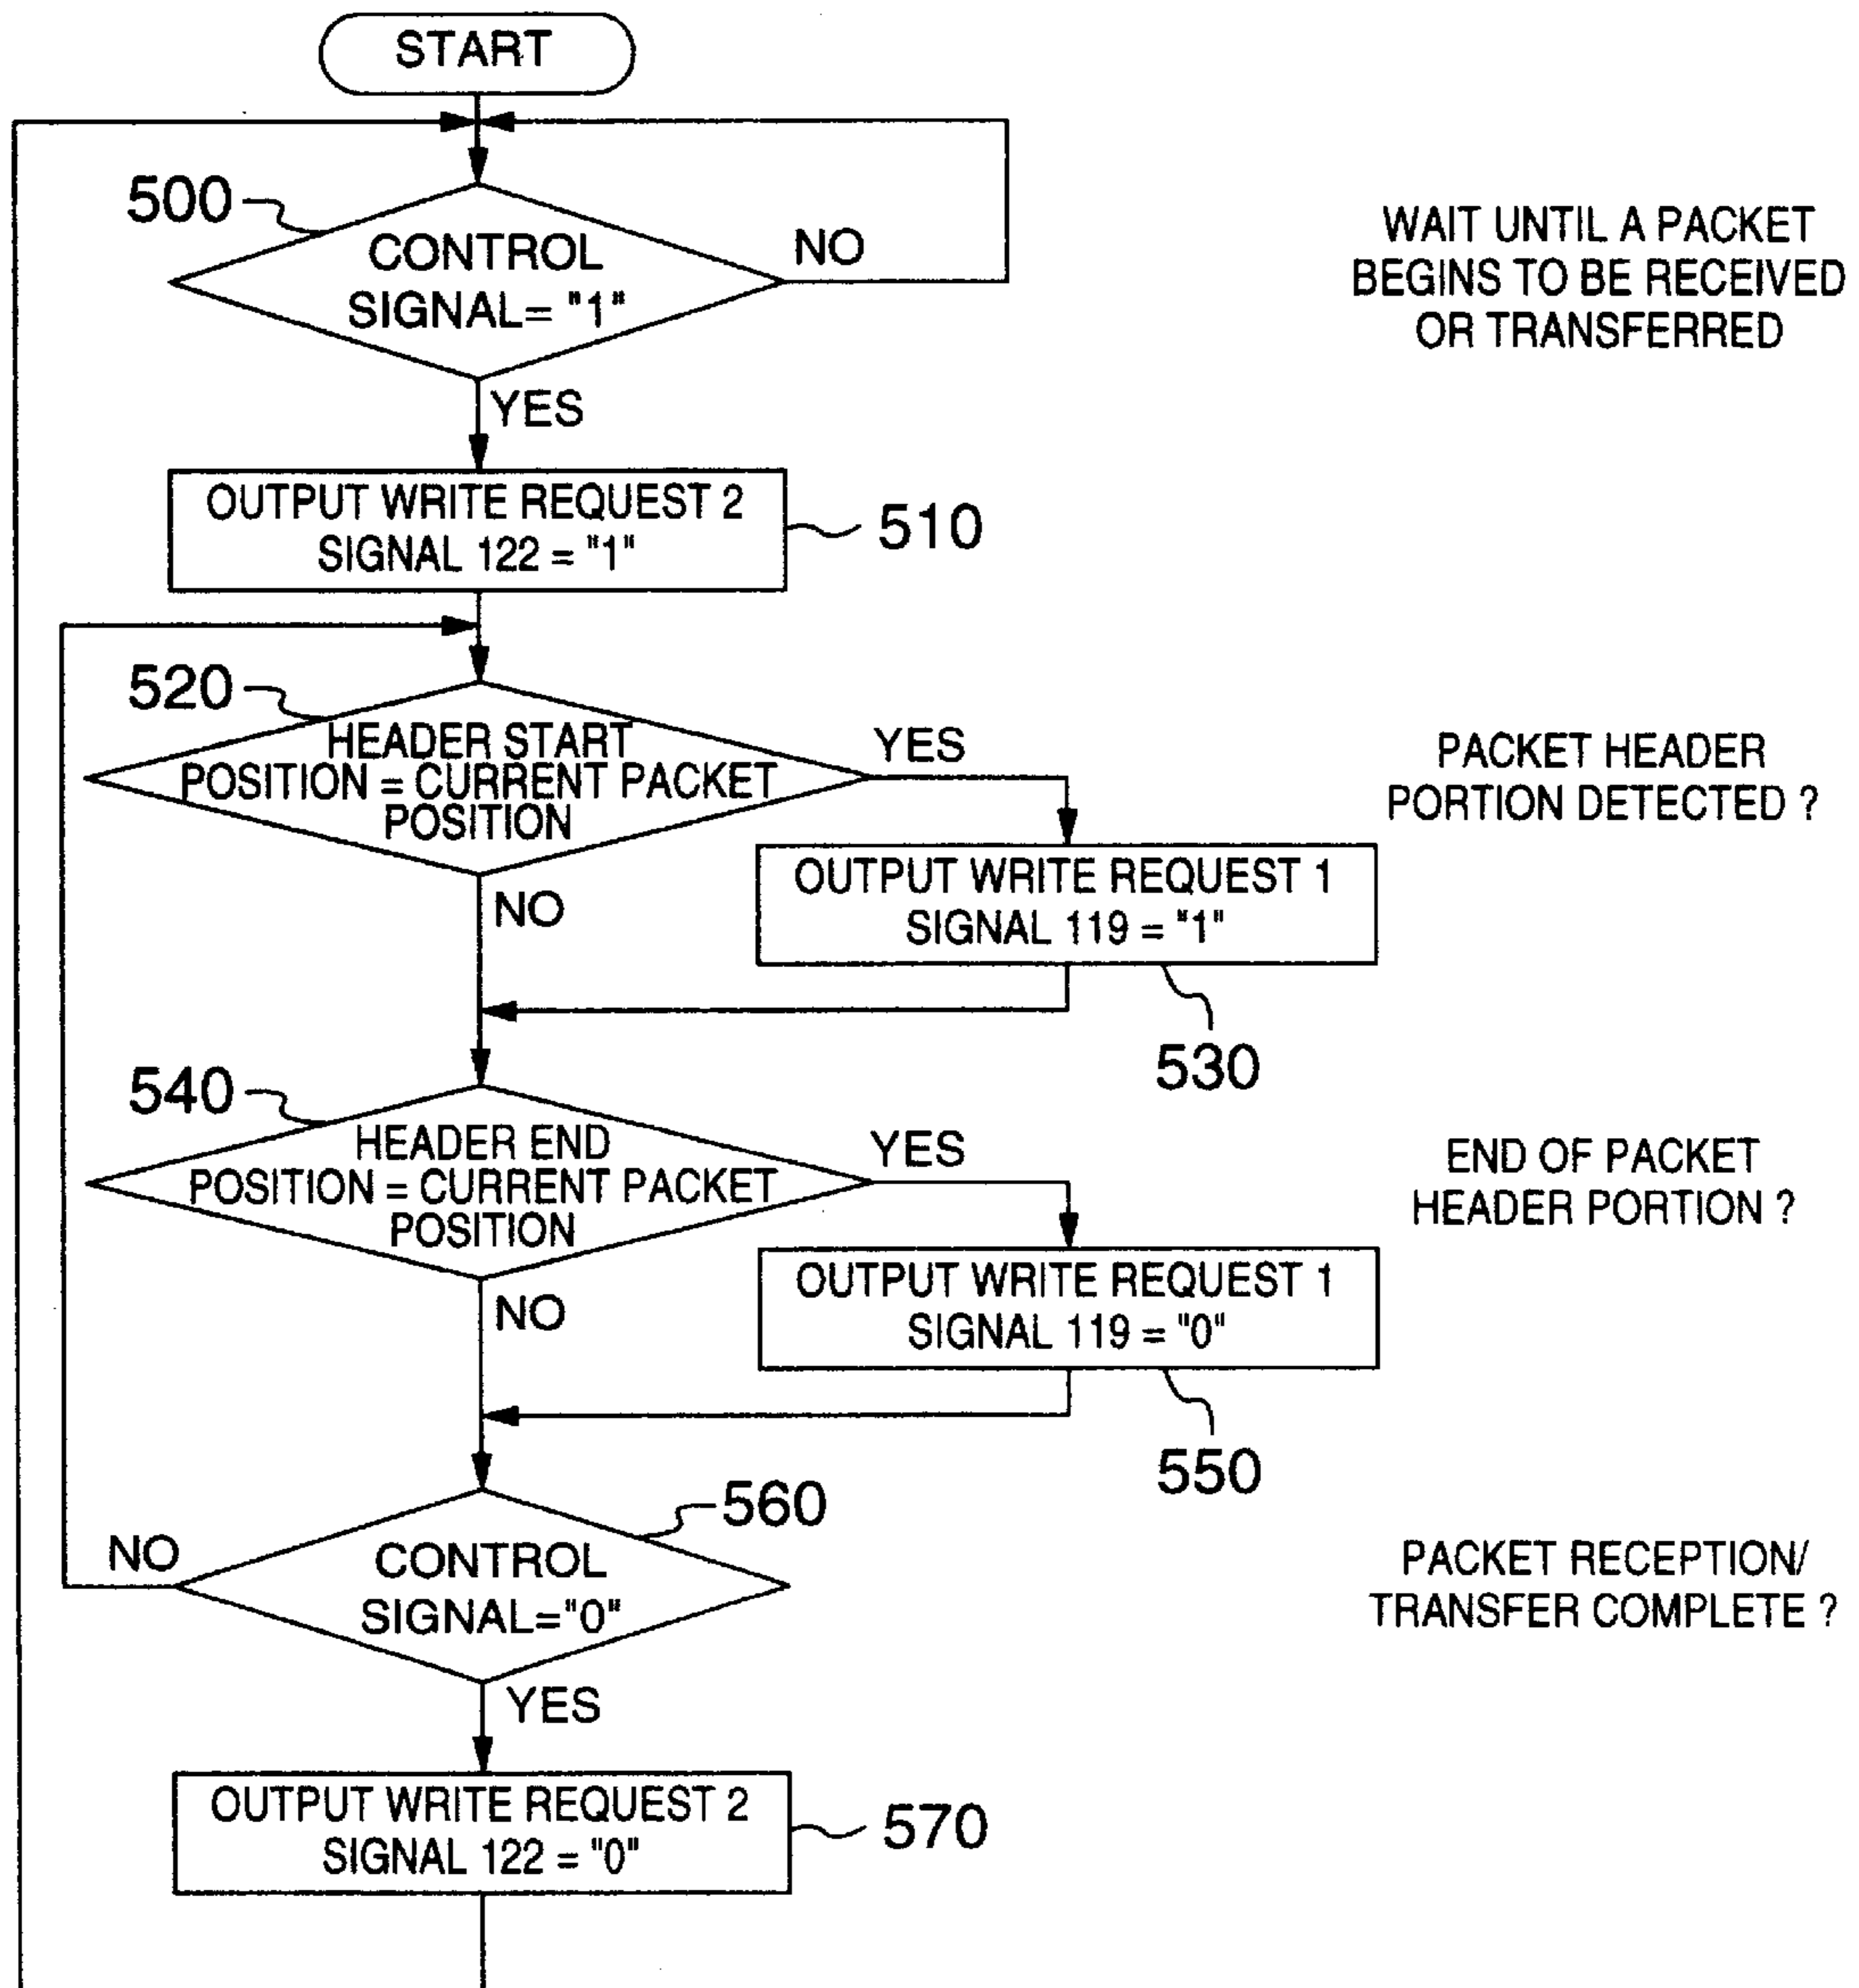 START
500
CONTROL
SIGNAL= "1"
NO
WAIT UNTIL A PACKET
BEGINS TO BE RECEIVED
OR TRANSFERRED
YES
OUTPUT WRITE REQUEST 2
SIGNAL 122 = "1"
510
520
HEADER START
POSITION = CURRENT PACKET
POSITION
YES
PACKET HEADER
PORTION DETECTED ?
NO
OUTPUT WRITE REQUEST 1
SIGNAL 119 = "1"
530
540
HEADER END
POSITION = CURRENT PACKET
POSITION
YES
END OF PACKET
HEADER PORTION ?
NO
OUTPUT WRITE REQUEST 1
SIGNAL 119 = "0"
550
560
NO
CONTROL
SIGNAL="0"
PACKET RECEPTION/
TRANSFER COMPLETE ?
YES
OUTPUT WRITE REQUEST 2
SIGNAL 122 = "0"
570